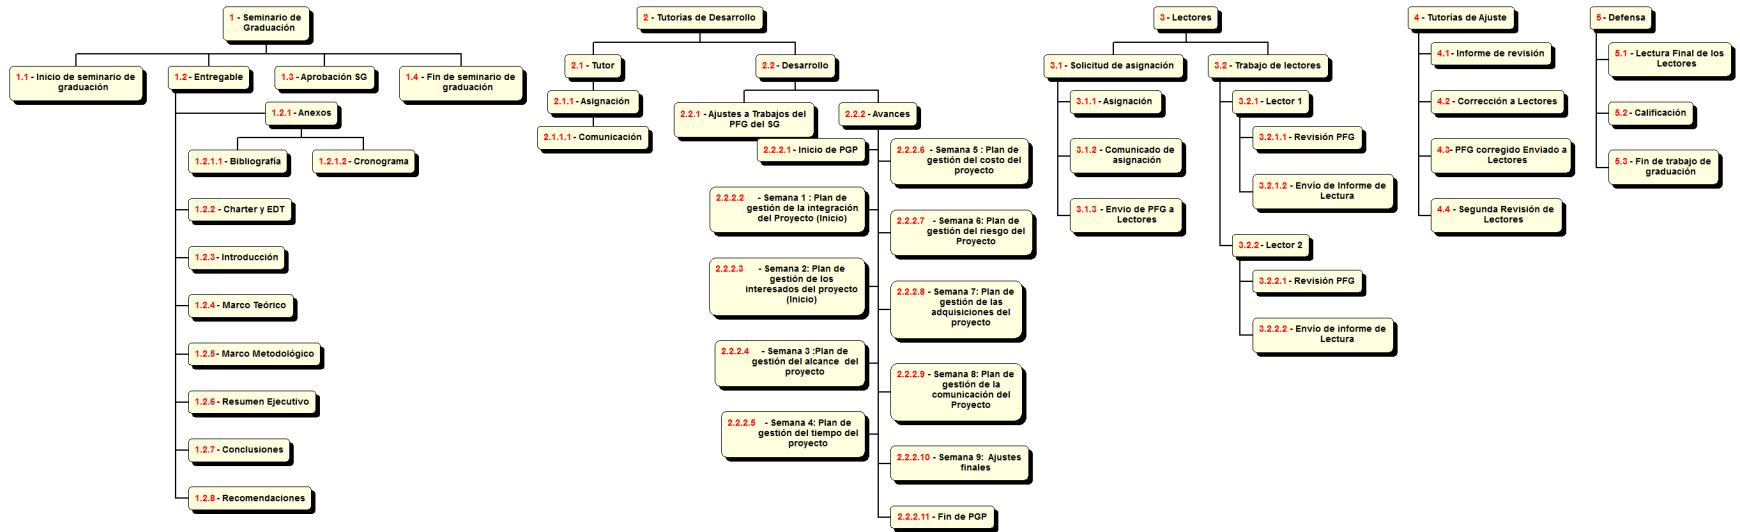 1 - Seminario de
Graduación
1.1 - Inicio de seminario de
graduación
1.2 - Entregable
1.3 - Aprobación SG
1.4 - Fin de seminario de
graduación
1.2.1 - Anexos
1.2.1.1 - Bibliografía
1.2.1.2 - Cronograma
1.2.2 - Charter y EDT
1.2.3 - Introducción
1.2.4 - Marco Teórico
1.2.5 - Marco Metodológico
1.2.6 - Resumen Ejecutivo
1.2.7 - Conclusiones
1.2.8 - Recomendaciones
2 - Tutorías de Desarrollo
2.1 - Tutor
2.1.1 - Asignación
2.1.1.1 - Comunicación
2.2 - Desarrollo
2.2.1 - Ajustes a Trabajos del
PFG del SG
2.2.2 - Avances
2.2.2.1 - Inicio de PGP
2.2.2.2 - Semana 1 : Plan de
gestión de la integración
del Proyecto (Inicio)
2.2.2.3 - Semana 2: Plan de
gestión de los
interesados del proyecto
(Inicio)
2.2.2.4 - Semana 3 :Plan de
gestión del alcance del
proyecto
2.2.2.5 - Semana 4: Plan de
gestión del tiempo del
proyecto
2.2.2.6 - Semana 5 : Plan de
gestión del costo del
proyecto
2.2.2.7 - Semana 6: Plan de
gestión del riesgo del
Proyecto
2.2.2.8 - Semana 7: Plan de
gestión de las
adquisiciones del
proyecto
2.2.2.9 - Semana 8: Plan de
gestión de la
comunicación del
Proyecto
2.2.2.10 - Semana 9: Ajustes
finales
2.2.2.11 - Fin de PGP
3 - Lectores
3.1 - Solicitud de asignación
3.1.1 - Asignación
3.1.2 - Comunicado de
asignación
3.1.3 - Envio de PFG a
Lectores
3.2 - Trabajo de lectores
3.2.1 - Lector 1
3.2.1.1 - Revisión PFG
3.2.1.2 - Envío de Informe de
Lectura
3.2.2 - Lector 2
3.2.2.1 - Revisión PFG
3.2.2.2 - Envío de informe de
Lectura
4 - Tutorías de Ajuste
4.1 - Informe de revisión
4.2 - Corrección a Lectores
4.3- PFG corregido Enviado a
Lectores
4.4 - Segunda Revisión de
Lectores
5 - Defensa
5.1 - Lectura Final de los
Lectores
5.2 - Calificación
5.3 - Fin de trabajo de
graduación